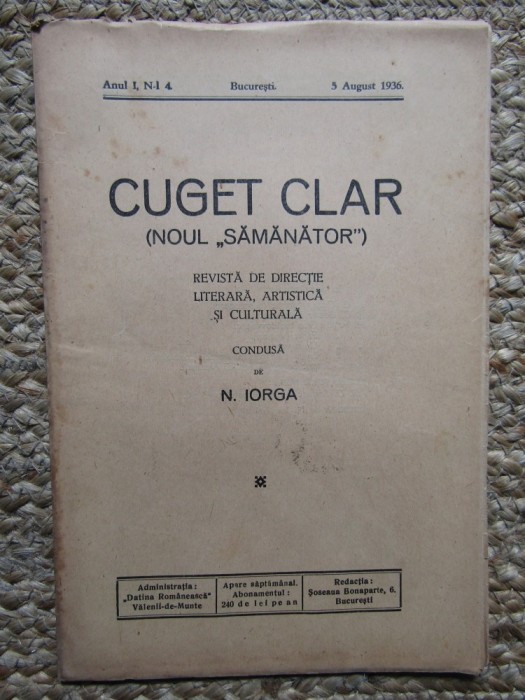 Anul I, N-l 4. București. 5 August 1936.
CUGET CLAR
(NOUL „SĂMĂNĂTOR”)
REVISTĂ DE DIRECȚIE
LITERARĂ, ARTISTICĂ
ȘI CULTURALĂ
CONDUSĂ
DE
N. IORGA
Administrația:
„Datina Românească”
Vălenii-de-Munte
Apare săptămânal.
Abonamentul:
240 de lei pe an
Redacția:
Șoseaua Bonaparte, 6.
București